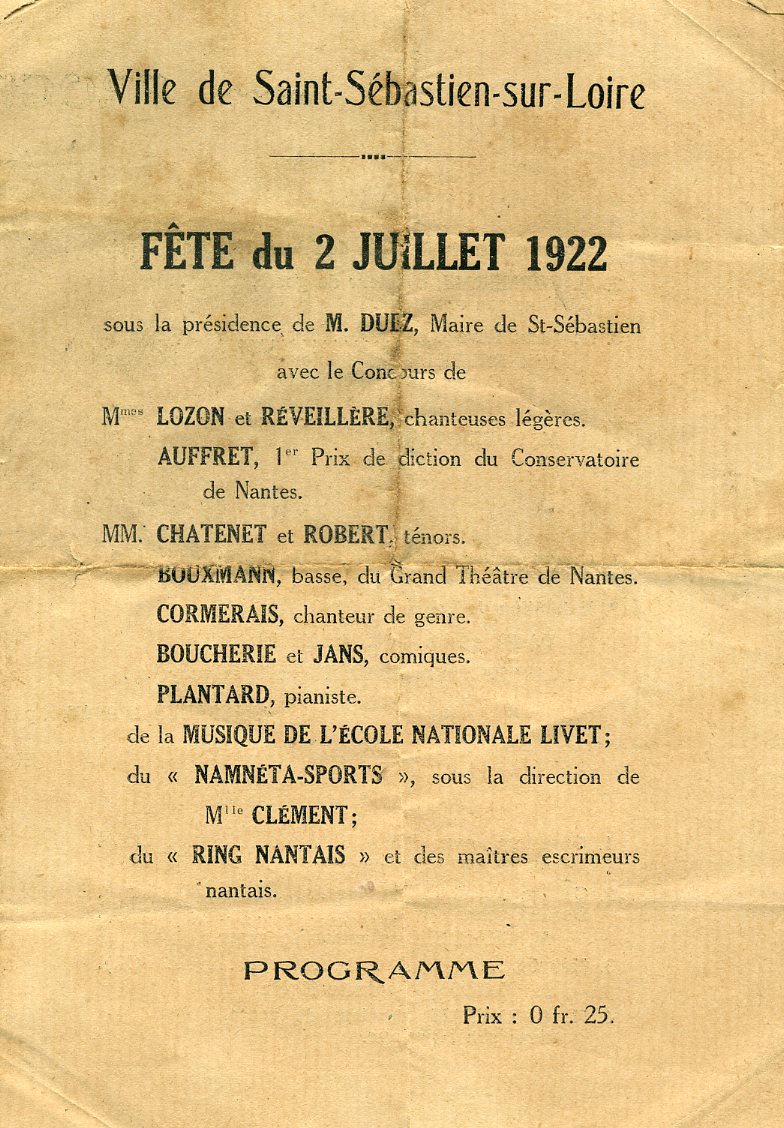 Ville de Saint-Sébastien-sur-Loire
FÊTE du 2 JUILLET 1922
sous la présidence de M. DUEZ, Maire de St-Sébastien
avec le Concours de
Mmes LOZON et RÉVEILLÈRE, chanteuses légères.
AUFFRET, 1er Prix de diction du Conservatoire
de Nantes.
MM. CHATENET et ROBERT, ténors.
BOUXMANN, basse, du Grand Théâtre de Nantes.
CORMERAIS, chanteur de genre.
BOUCHERIE et JANS, comiques.
PLANTARD, pianiste.
de la MUSIQUE DE L'ÉCOLE NATIONALE LIVET;
du « NAMNÉTA-SPORTS », sous la direction de
Mlle CLÉMENT;
du « RING NANTAIS » et des maîtres escrimeurs
nantais.
PROGRAMME
Prix : 0 fr. 25.